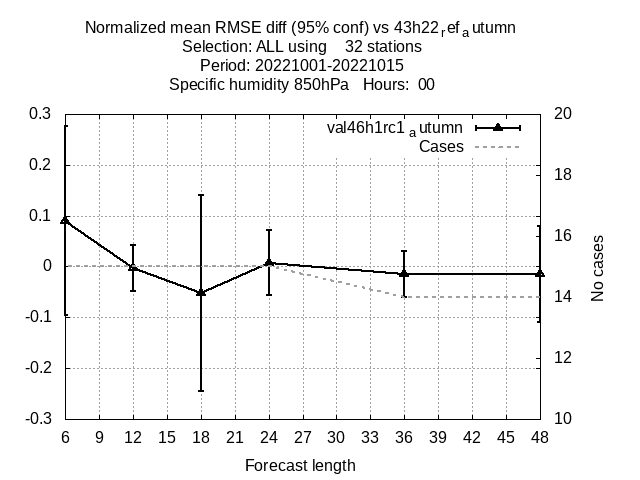 Normalized mean RMSE diff (95% conf) vs 43h22refautumn
Selection: ALL using 32 stations
Period: 20221001-20221015
Specific humidity 850hPa Hours: 00
val46h1rc1autumn
Cases
0.3
0.2
0.1
0
-0.1
-0.2
-0.3
20
18
16
14
12
10
No cases
6 9 12 15 18 21 24 27 30 33 36 39 42 45 48
Forecast length